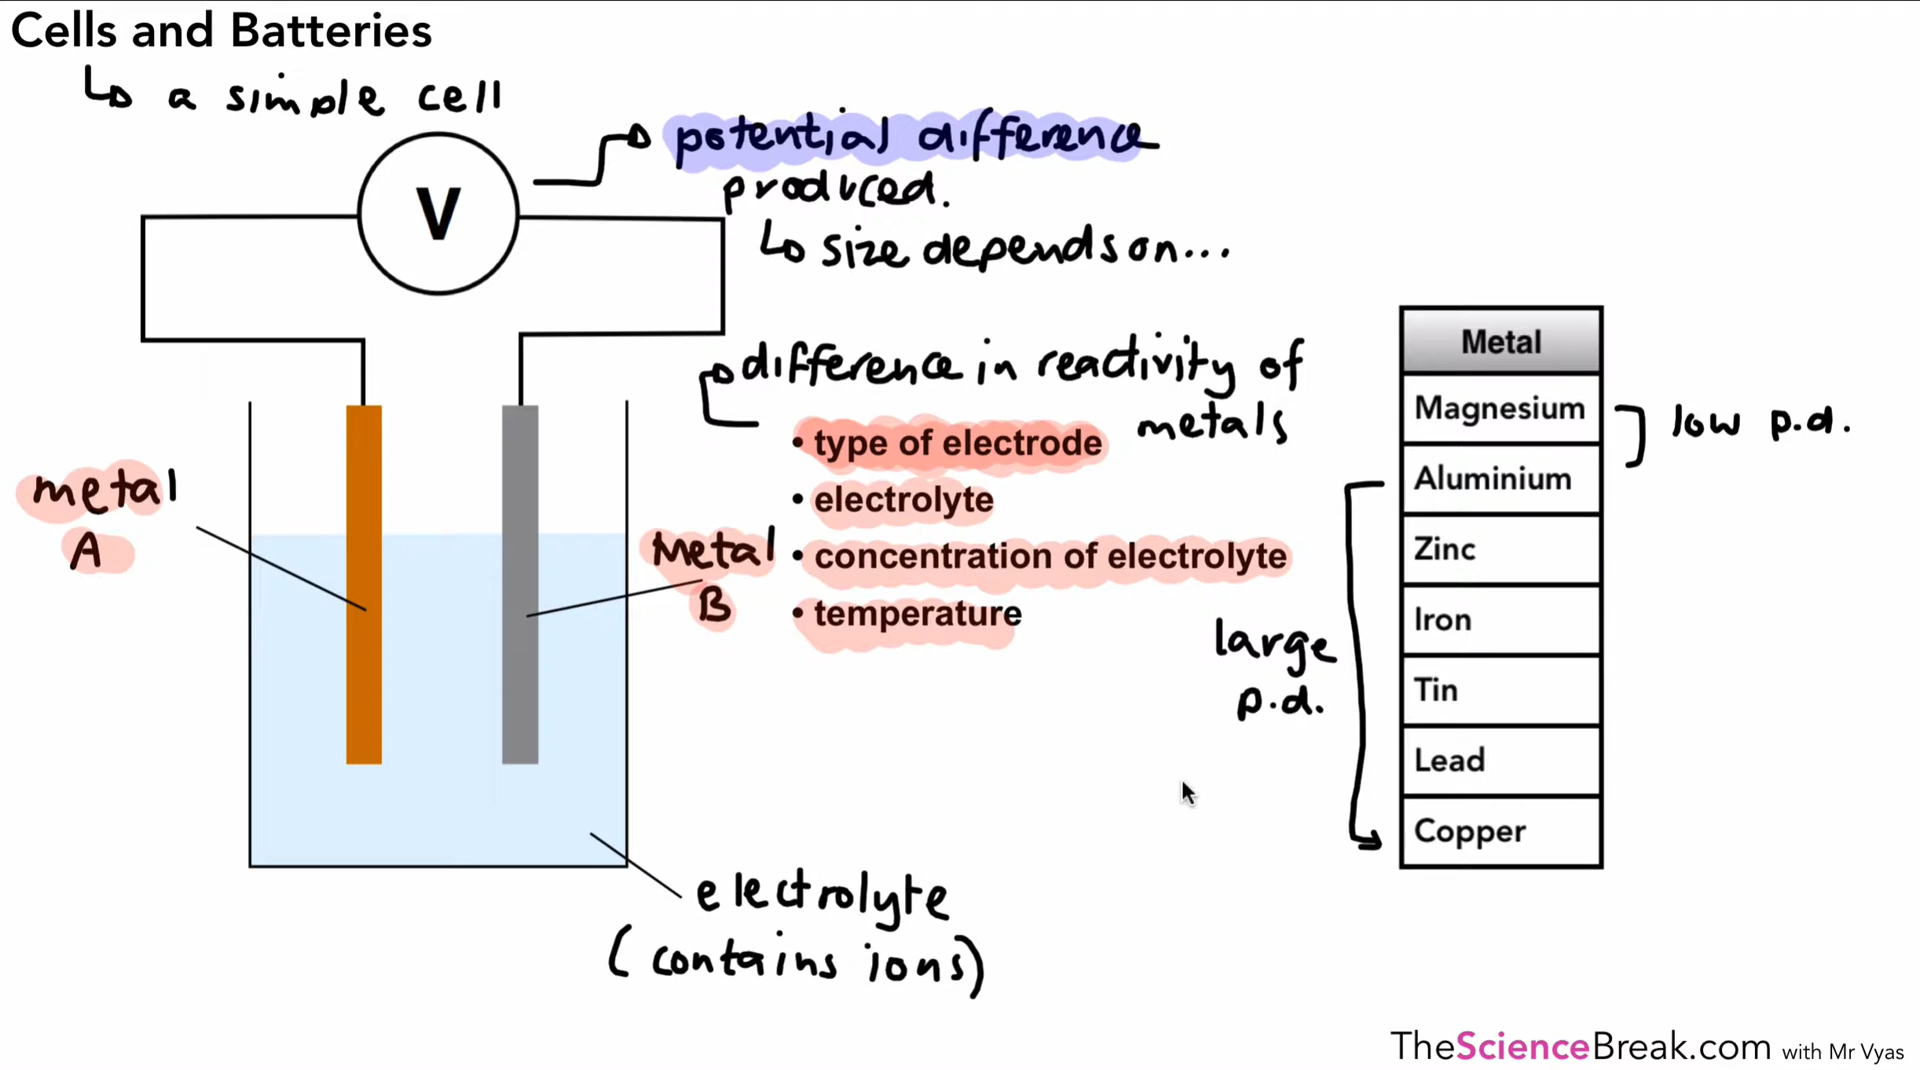 Cells and Batteries
a simple cell
V
potential difference
produced.
size depends on...
difference in reactivity of
metals
• type of electrode
• electrolyte
• concentration of electrolyte
• temperature
metal
A
Metal
B
electrolyte
(contains ions)
Metal
Magnesium
Aluminium
Zinc
Iron
Tin
Lead
Copper
low p.d.
large
p.d.
TheScienceBreak.com with Mr Vyas